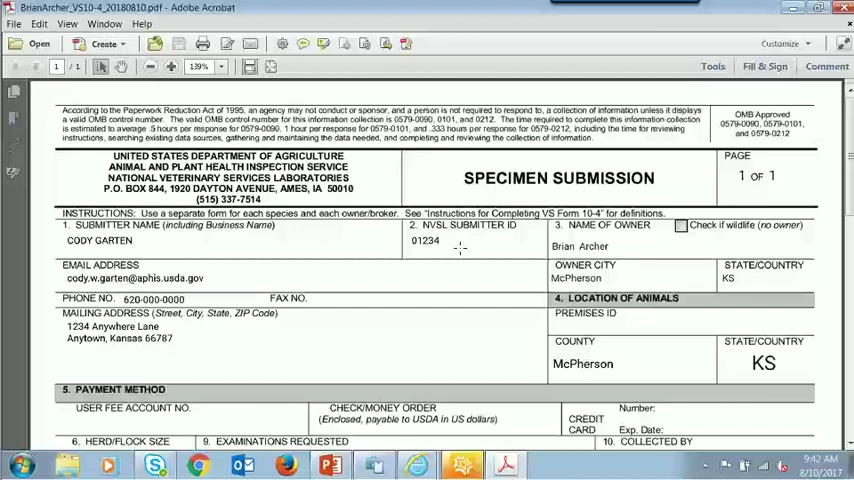 BrianArcher_VS10-4_20180810.pdf - Adobe Acrobat
File Edit View Window Help
Open Create Customize
1 / 1 139% Tools Fill & Sign Comment
According to the Paperwork Reduction Act of 1995, an agency may not conduct or sponsor, and a person is not required to respond to, a collection of information unless it displays
a valid OMB control number. The valid OMB control number for this information collection is 0579-0090, 0101, and 0212. The time required to complete this information collection
is estimated to average .5 hours per response for 0579-0090, 1 hour per response for 0579-0101, and .333 hours per response for 0579-0212, including the time for reviewing
instructions, searching existing data sources, gathering and maintaining the data needed, and completing and reviewing the collection of information.
OMB Approved
0579-0090, 0579-0101,
and 0579-0212
UNITED STATES DEPARTMENT OF AGRICULTURE
ANIMAL AND PLANT HEALTH INSPECTION SERVICE
NATIONAL VETERINARY SERVICES LABORATORIES
P.O. BOX 844, 1920 DAYTON AVENUE, AMES, IA 50010
(515) 337-7514
SPECIMEN SUBMISSION
PAGE
1 OF 1
INSTRUCTIONS: Use a separate form for each species and each owner/broker. See "Instructions for Completing VS Form 10-4" for definitions.
1. SUBMITTER NAME (including Business Name)
CODY GARTEN
2. NVSL SUBMITTER ID
01234
3. NAME OF OWNER Check if wildlife (no owner)
Brian Archer
EMAIL ADDRESS
cody.w.garten@aphis.usda.gov
OWNER CITY
McPherson
STATE/COUNTRY
KS
PHONE NO. 620-000-0000 FAX NO.
4. LOCATION OF ANIMALS
MAILING ADDRESS (Street, City, State, ZIP Code)
1234 Anywhere Lane
Anytown, Kansas 66787
PREMISES ID
COUNTY
McPherson
STATE/COUNTRY
KS
5. PAYMENT METHOD
USER FEE ACCOUNT NO.
CHECK/MONEY ORDER
(Enclosed, payable to USDA in US dollars)
CREDIT
CARD
Number:
Exp. Date:
6. HERD/FLOCK SIZE 9. EXAMINATIONS REQUESTED 10. COLLECTED BY
9:42 AM
8/10/2017